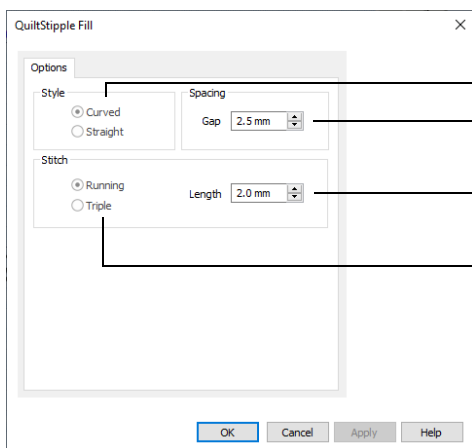 QuiltStipple Fill
Options
Style
Curved
Straight
Spacing
Gap 2.5 mm
Stitch
Running
Triple
Length 2.0 mm
OK Cancel Apply Help